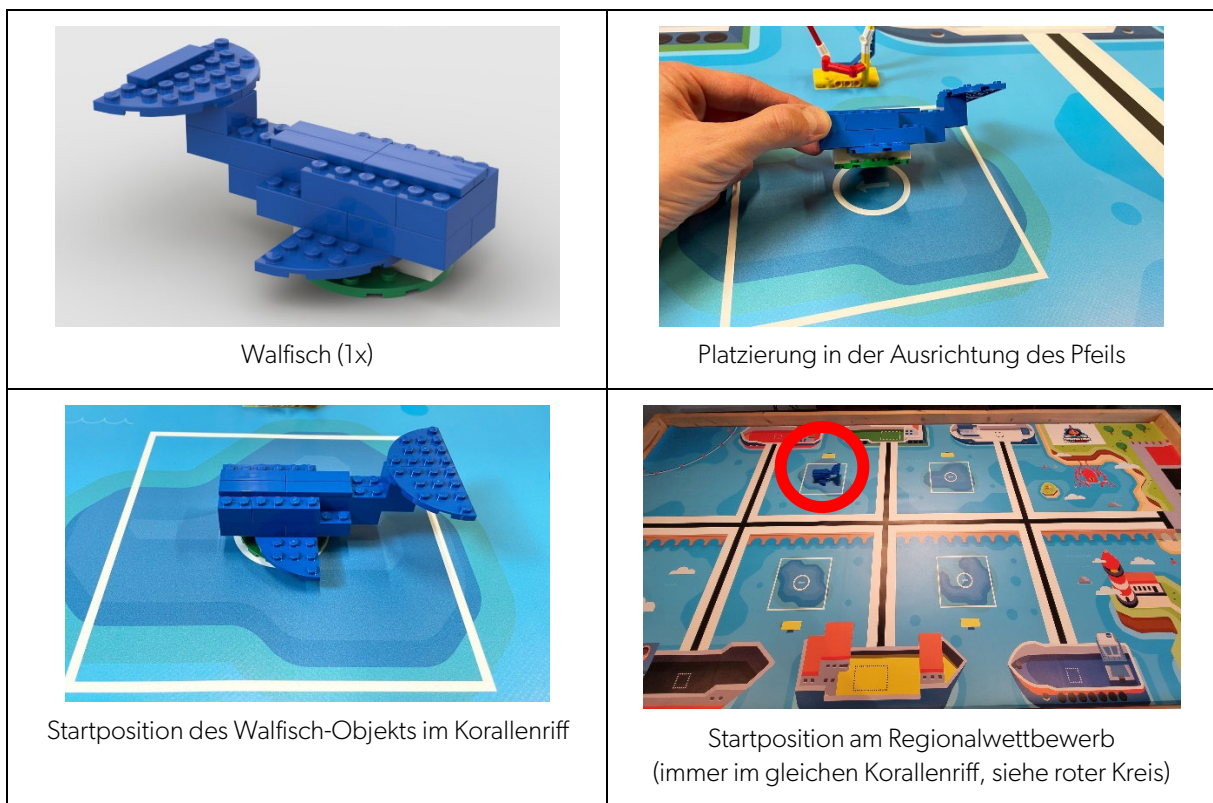 Walfisch (1x)
Platzierung in der Ausrichtung des Pfeils
Startposition des Walfisch-Objekts im Korallenriff
Startposition am Regionalwettbewerb
(immer im gleichen Korallenriff, siehe roter Kreis)